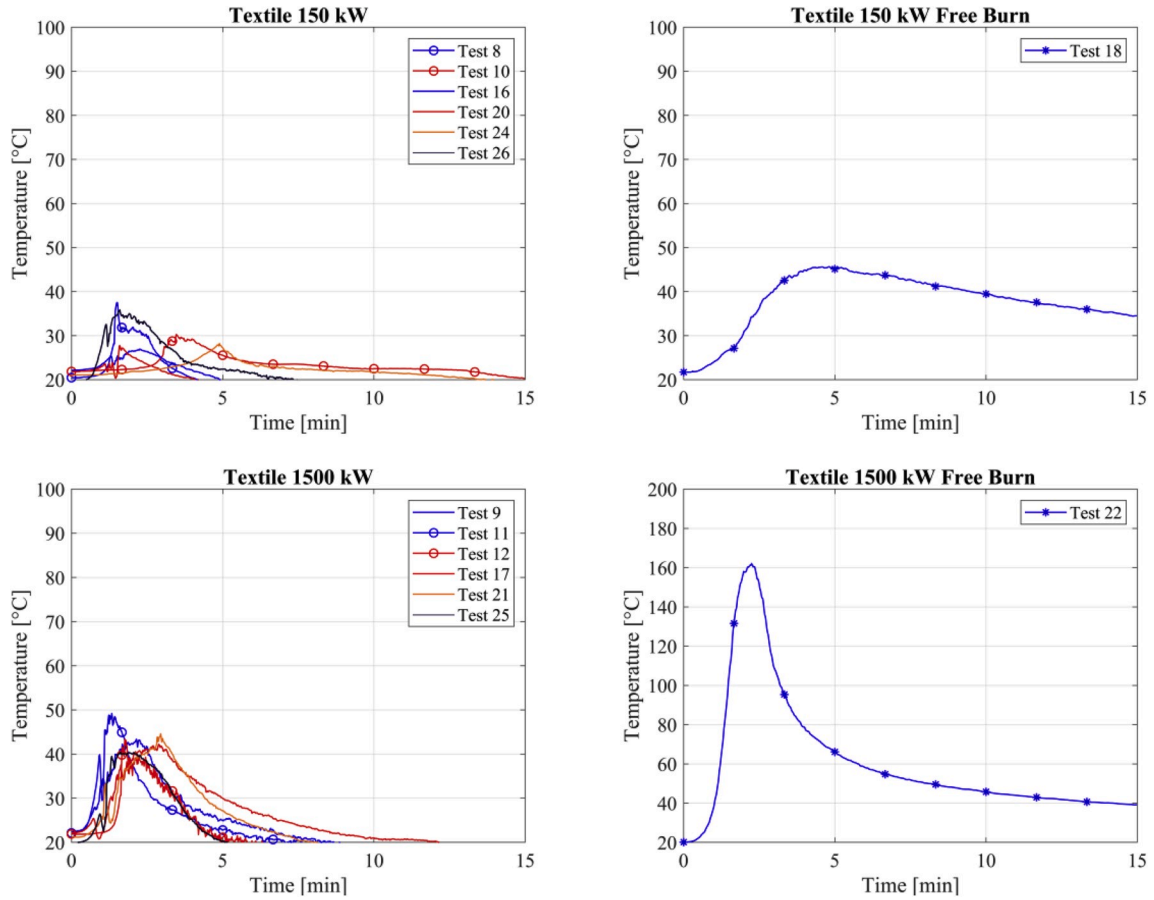 Textile 150 kW
Temperature [°C]
100
90
80
70
60
50
40
30
20
Test 8
Test 10
Test 16
Test 20
Test 24
Test 26
0 5 10 15
Time [min]
Textile 150 kW Free Burn
Temperature [°C]
100
90
80
70
60
50
40
30
20
Test 18
0 5 10 15
Time [min]
Textile 1500 kW
Temperature [°C]
100
90
80
70
60
50
40
30
20
Test 9
Test 11
Test 12
Test 17
Test 21
Test 25
0 5 10 15
Time [min]
Textile 1500 kW Free Burn
Temperature [°C]
200
180
160
140
120
100
80
60
40
20
Test 22
0 5 10 15
Time [min]